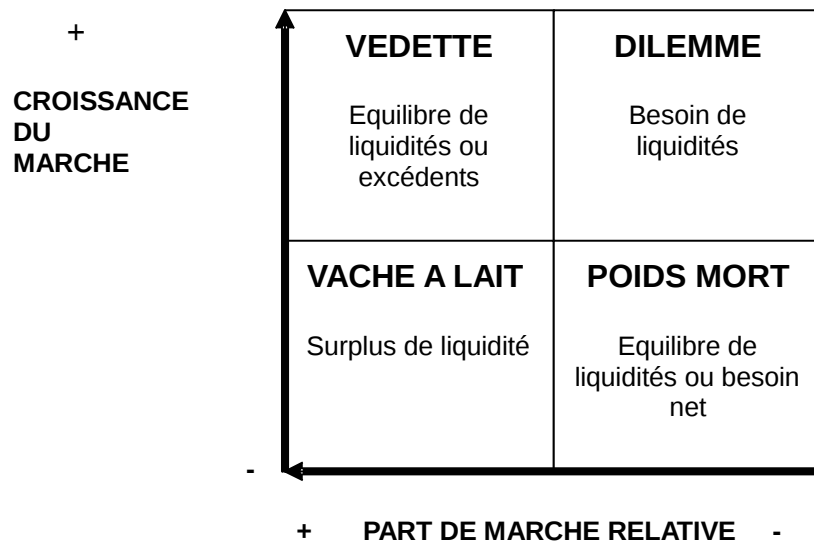 +
CROISSANCE
DU
MARCHE
VEDETTE
Equilibre de
liquidités ou
excédents
DILEMME
Besoin de
liquidités
VACHE A LAIT
Surplus de liquidité
POIDS MORT
Equilibre de
liquidités ou besoin
net
-
+ PART DE MARCHE RELATIVE -